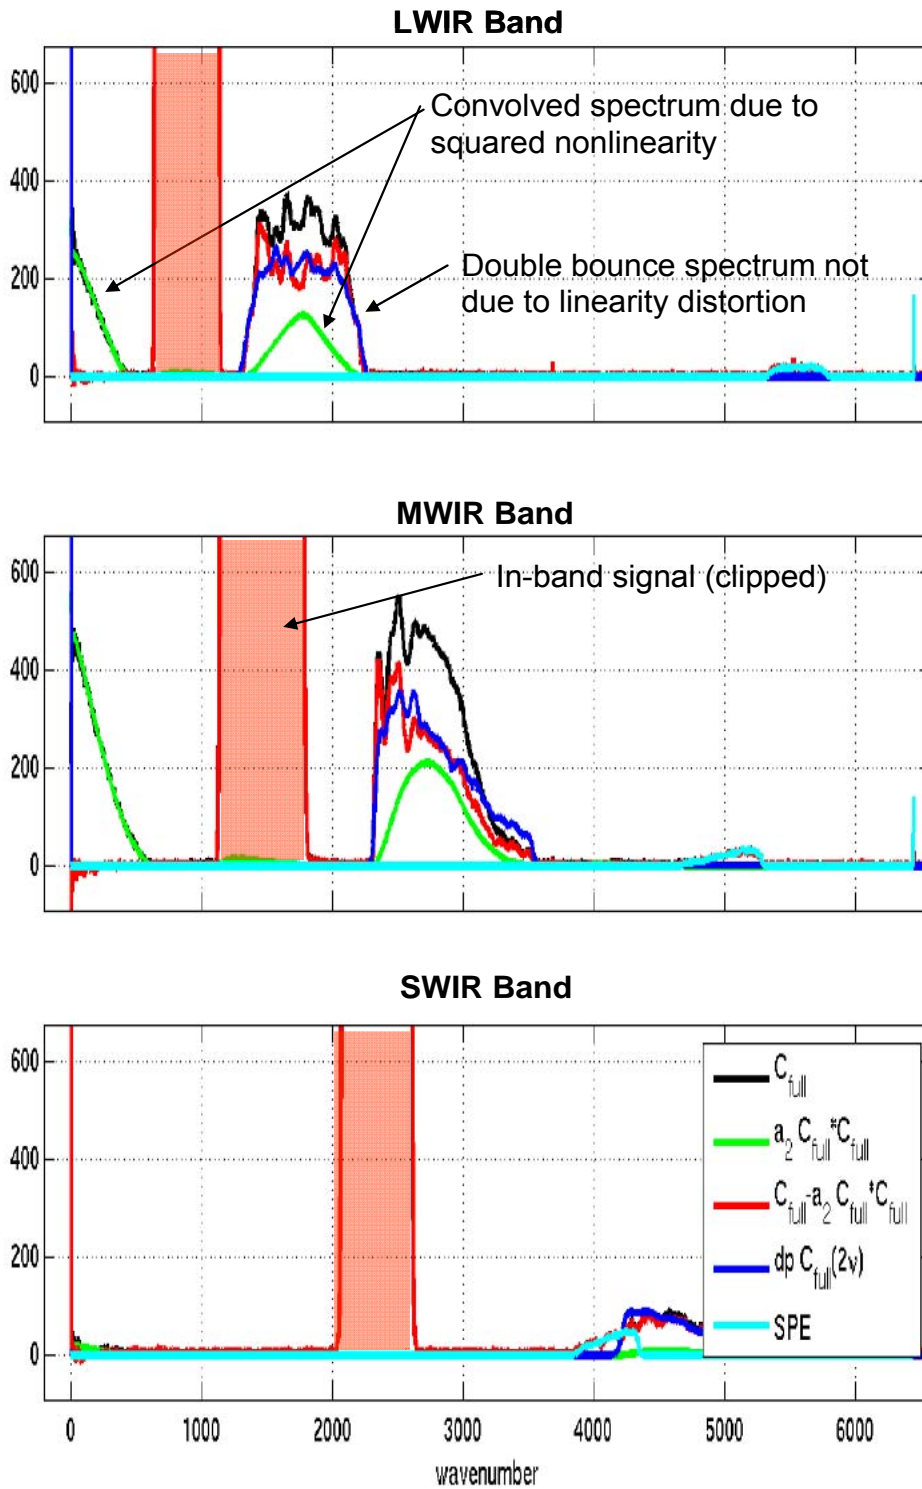 LWIR Band
600
400
200
0
Convolved spectrum due to
squared nonlinearity
Double bounce spectrum not
due to linearity distortion
MWIR Band
600
400
200
0
In-band signal (clipped)
SWIR Band
600
400
200
0
C_full
a_2 C_full*C_full
C_full-a_2 C_full*C_full
dp C_full(2ν)
SPE
0 1000 2000 3000 4000 5000 6000
wavenumber